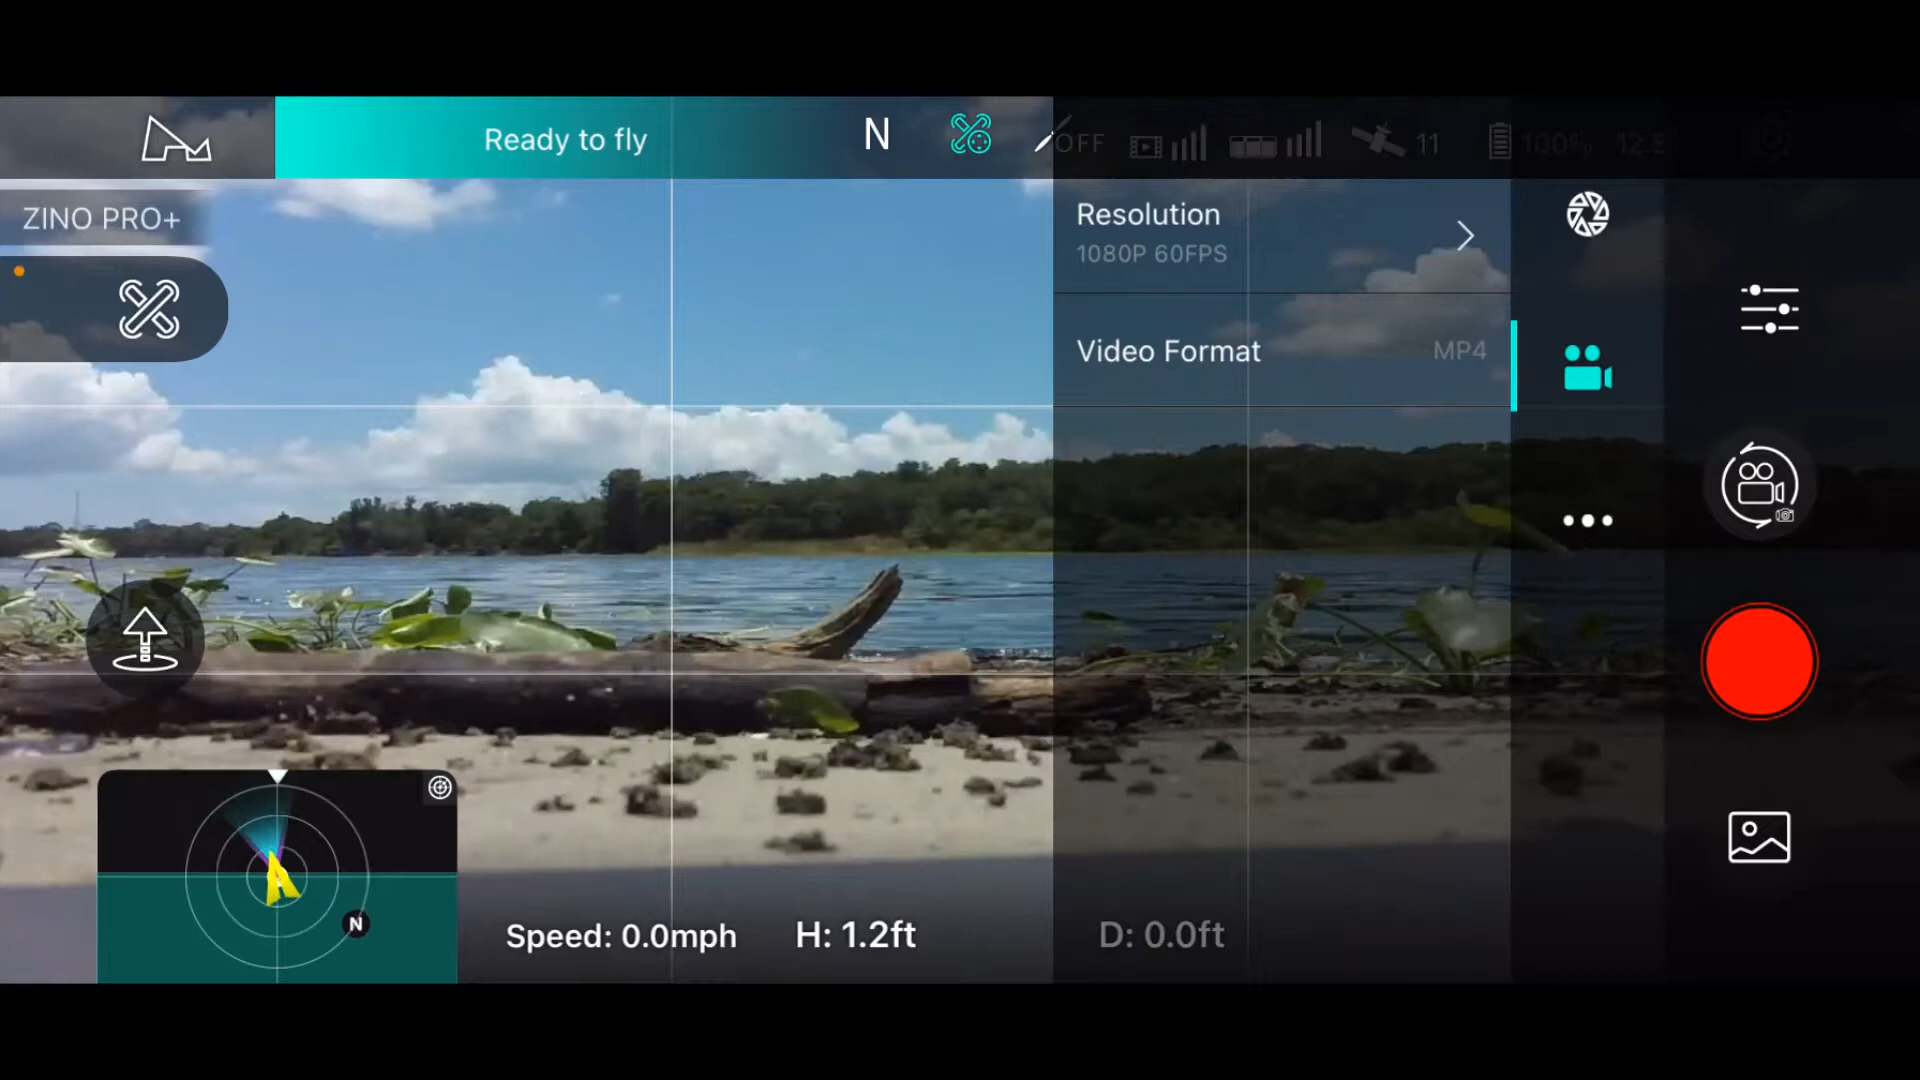 Ready to fly
N
OFF
11
100%
ZINO PRO+
Resolution
1080P 60FPS
Video Format
MP4
N
Speed: 0.0mph
H: 1.2ft
D: 0.0ft